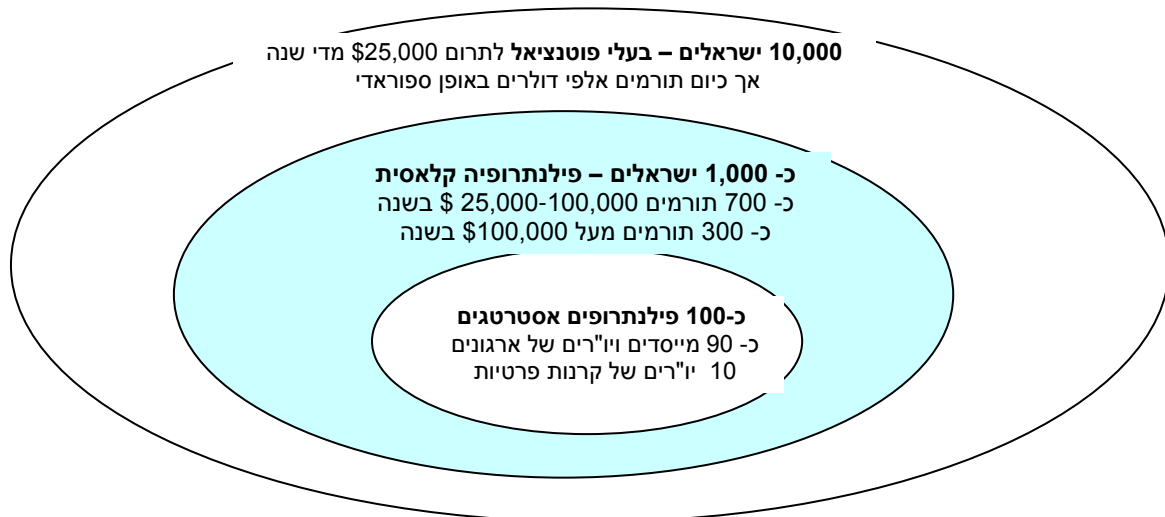 10,000 ישראלים – בעלי פוטנציאל לתרום 25,000$ מדי שנה
אך כיום תורמים אלפי דולרים באופן ספוראדי
כ- 1,000 ישראלים – פילנתרופיה קלאסית
כ- 700 תורמים 25,000-100,000 $ בשנה
כ- 300 תורמים מעל 100,000$ בשנה
כ-100 פילנתרופים אסטרטגים
כ- 90 מייסדים ויו"רים של ארגונים
10 יו"רים של קרנות פרטיות